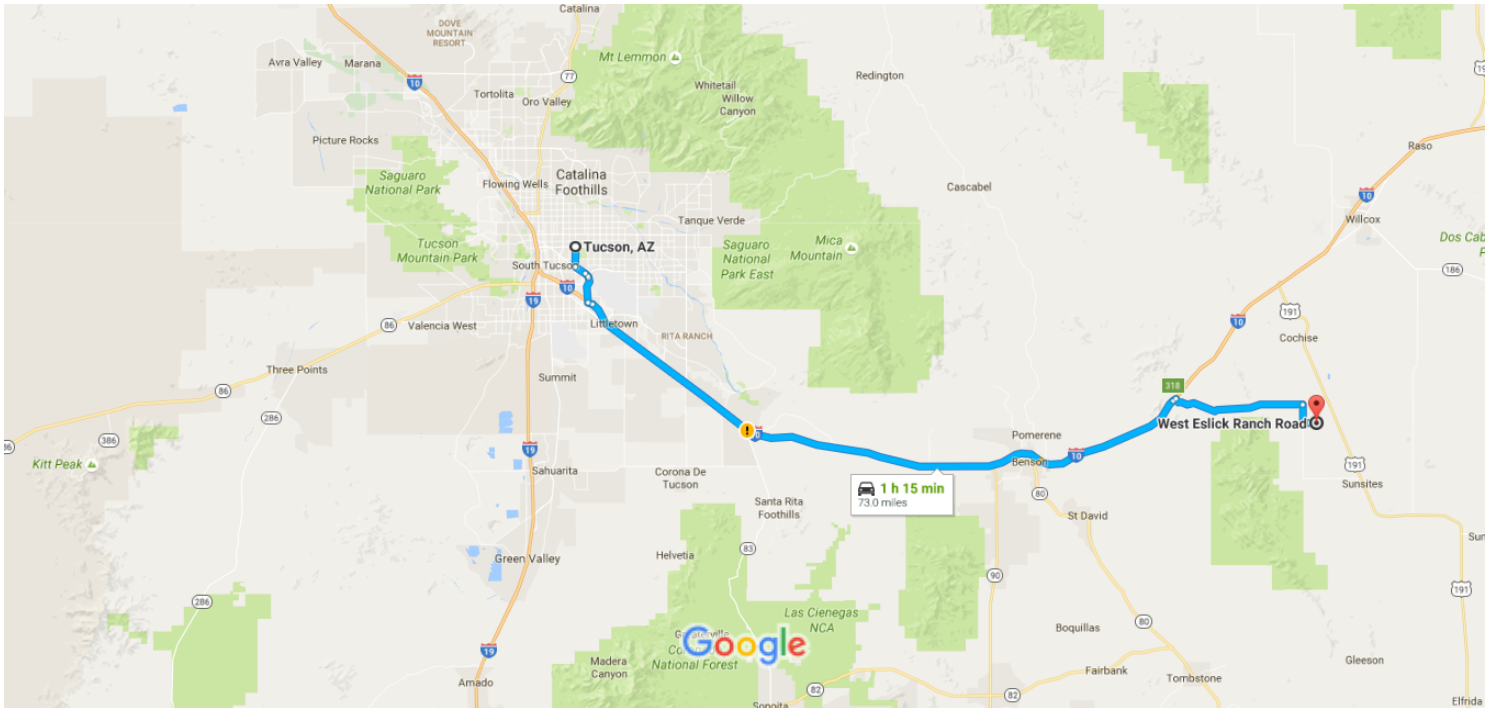 Catalina
DOVE
MOUNTAIN
RESORT
Avra Valley
Marana
10
77
Mt Lemmon
Redington
Tortolita
Oro Valley
Whitetail
Willow
Canyon
Picture Rocks
Raso
Saguaro
National Park
Flowing Wells
Catalina
Foothills
Cascabel
10
Willcox
Tanque Verde
Tucson
Mountain Park
Tucson, AZ
Saguaro
National
Park East
Mica
Mountain
Dos Cab
South Tucso
186
10
19
86
Valencia West
Littletown
RITA RANCH
10
191
Cochise
Three Points
Summit
318
86
286
West Eslick Ranch Road
386
Kitt Peak
19
Sahuarita
Corona De
Tucson
Pomerene
Benson
10
191
Sunsites
1 h 15 min
73.0 miles
80
Santa Rita
Foothills
St David
Sun
Green Valley
Helvetia
83
90
191
286
Las Cienegas
NCA
80
Boquillas
19
Google
National Forest
Madera
Canyon
Fairbank
Gleeson
Amado
82
82
Tombstone
Sonoita
Elfrida